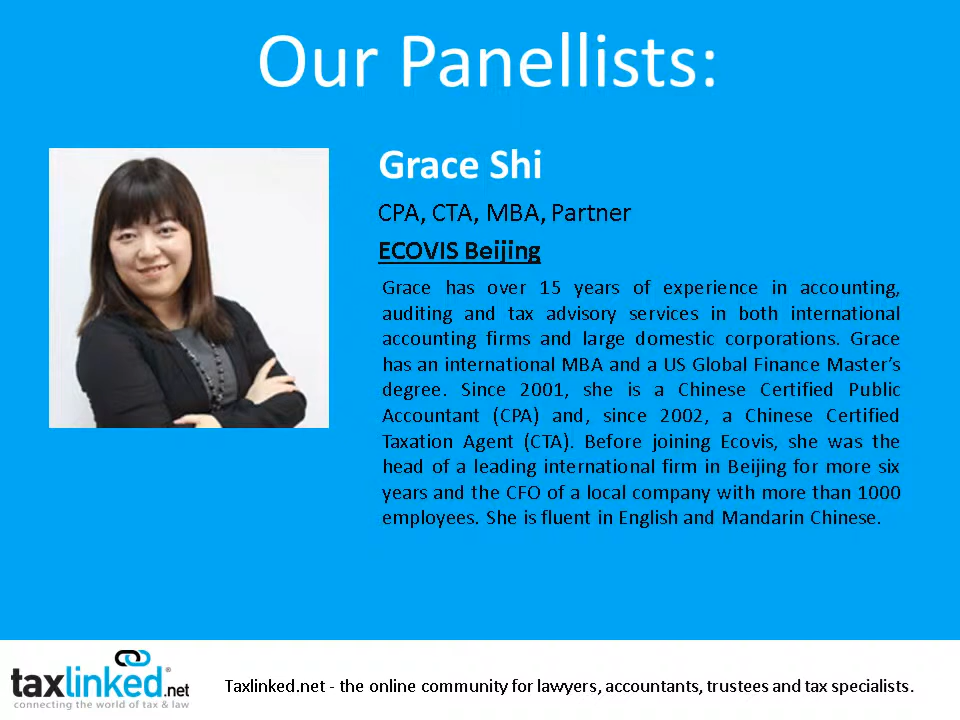 Our Panellists:
Grace Shi
CPA, CTA, MBA, Partner
ECOVIS Beijing
Grace has over 15 years of experience in accounting,
auditing and tax advisory services in both international
accounting firms and large domestic corporations. Grace
has an international MBA and a US Global Finance Master's
degree. Since 2001, she is a Chinese Certified Public
Accountant (CPA) and, since 2002, a Chinese Certified
Taxation Agent (CTA). Before joining Ecovis, she was the
head of a leading international firm in Beijing for more six
years and the CFO of a local company with more than 1000
employees. She is fluent in English and Mandarin Chinese.
taxlinked.net®
connecting the world of tax & law
Taxlinked.net - the online community for lawyers, accountants, trustees and tax specialists.